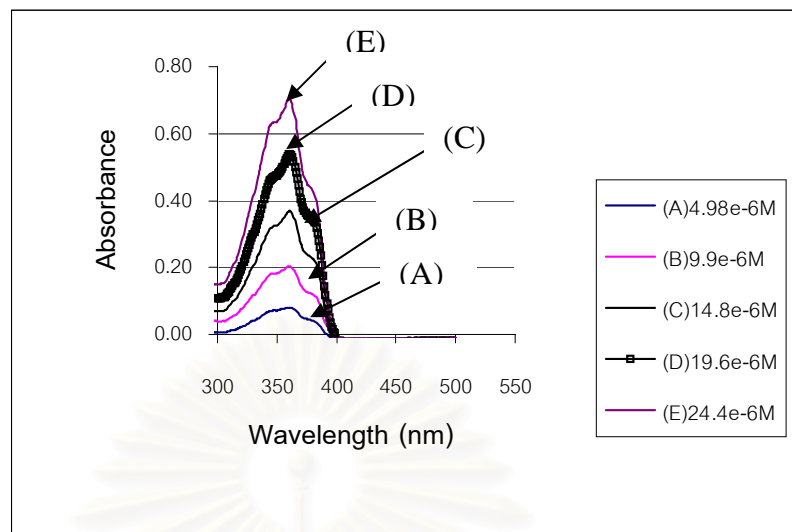 (E)
0.80
(D)
0.60
(C)
0.40
(B)
0.20
(A)
0.00
Absorbance
300 350 400 450 500 550
Wavelength (nm)
(A)4.98e-6M
(B)9.9e-6M
(C)14.8e-6M
(D)19.6e-6M
(E)24.4e-6M